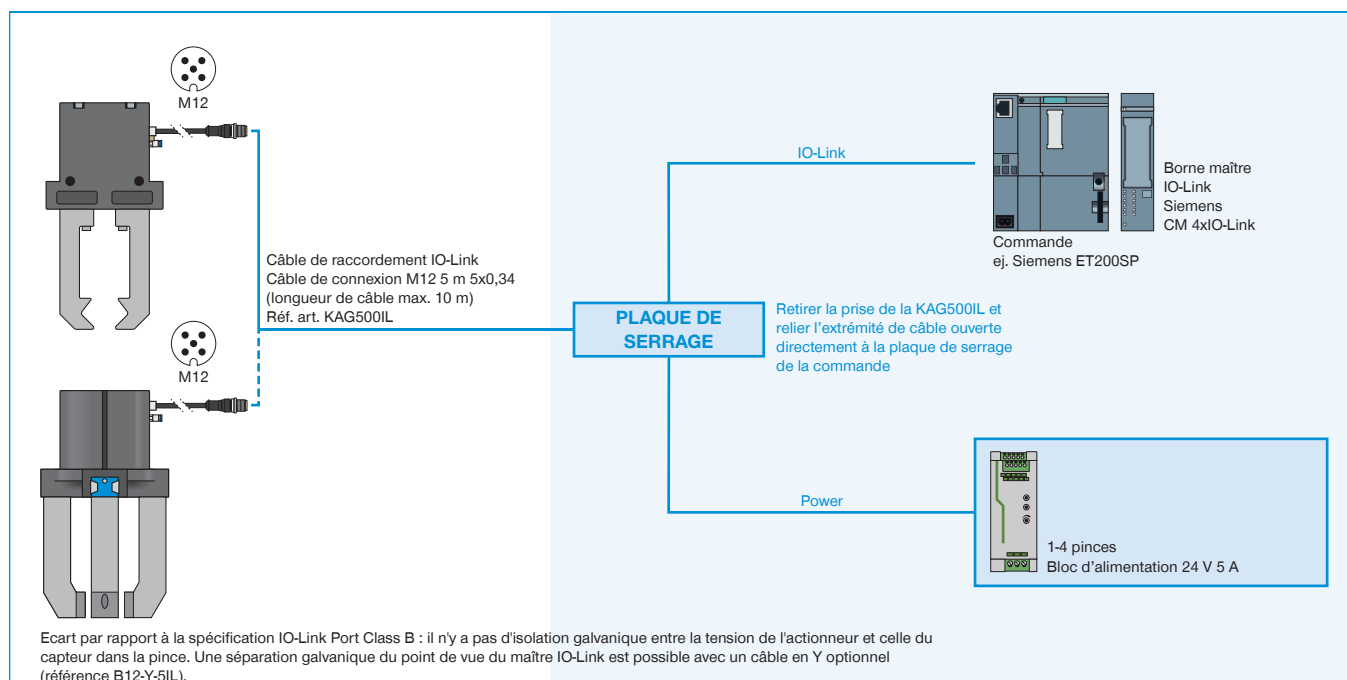 M12
Câble de raccordement IO-Link
Câble de connexion M12 5 m 5x0,34
(longueur de câble max. 10 m)
Réf. art. KAG500IL
M12
IO-Link
Borne maître
IO-Link
Siemens
CM 4xIO-Link
Commande
ej. Siemens ET200SP
PLAQUE DE
SERRAGE
Retirer la prise de la KAG500IL et
relier l’extrémité de câble ouverte
directement à la plaque de serrage
de la commande
Power
1-4 pinces
Bloc d’alimentation 24 V 5 A
Ecart par rapport à la spécification IO-Link Port Class B : il n'y a pas d'isolation galvanique entre la tension de l'actionneur et celle du
capteur dans la pince. Une séparation galvanique du point de vue du maître IO-Link est possible avec un câble en Y optionnel
(référence B12-Y-5IL).